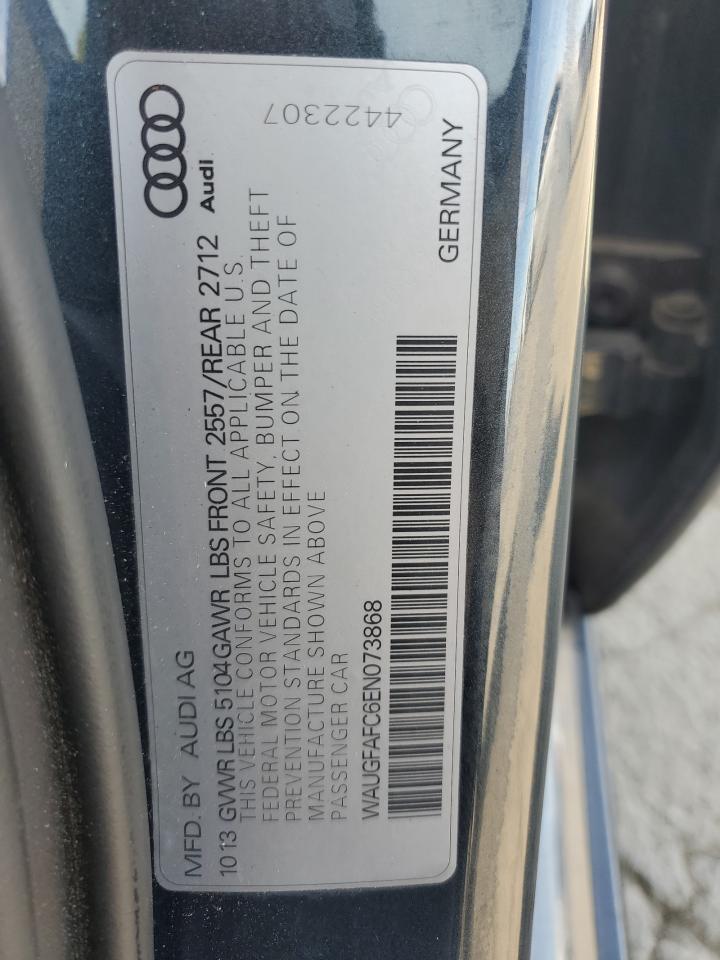 MFD. BY AUDI AG
10 13 GVWR LBS 5104 GAWR LBS FRONT 2557/REAR 2712
THIS VEHICLE CONFORMS TO ALL APPLICABLE U.S.
FEDERAL MOTOR VEHICLE SAFETY, BUMPER AND THEFT
PREVENTION STANDARDS IN EFFECT ON THE DATE OF
MANUFACTURE SHOWN ABOVE
PASSENGER CAR
WAUGFAFC6EN073868
Audi
4422307
GERMANY